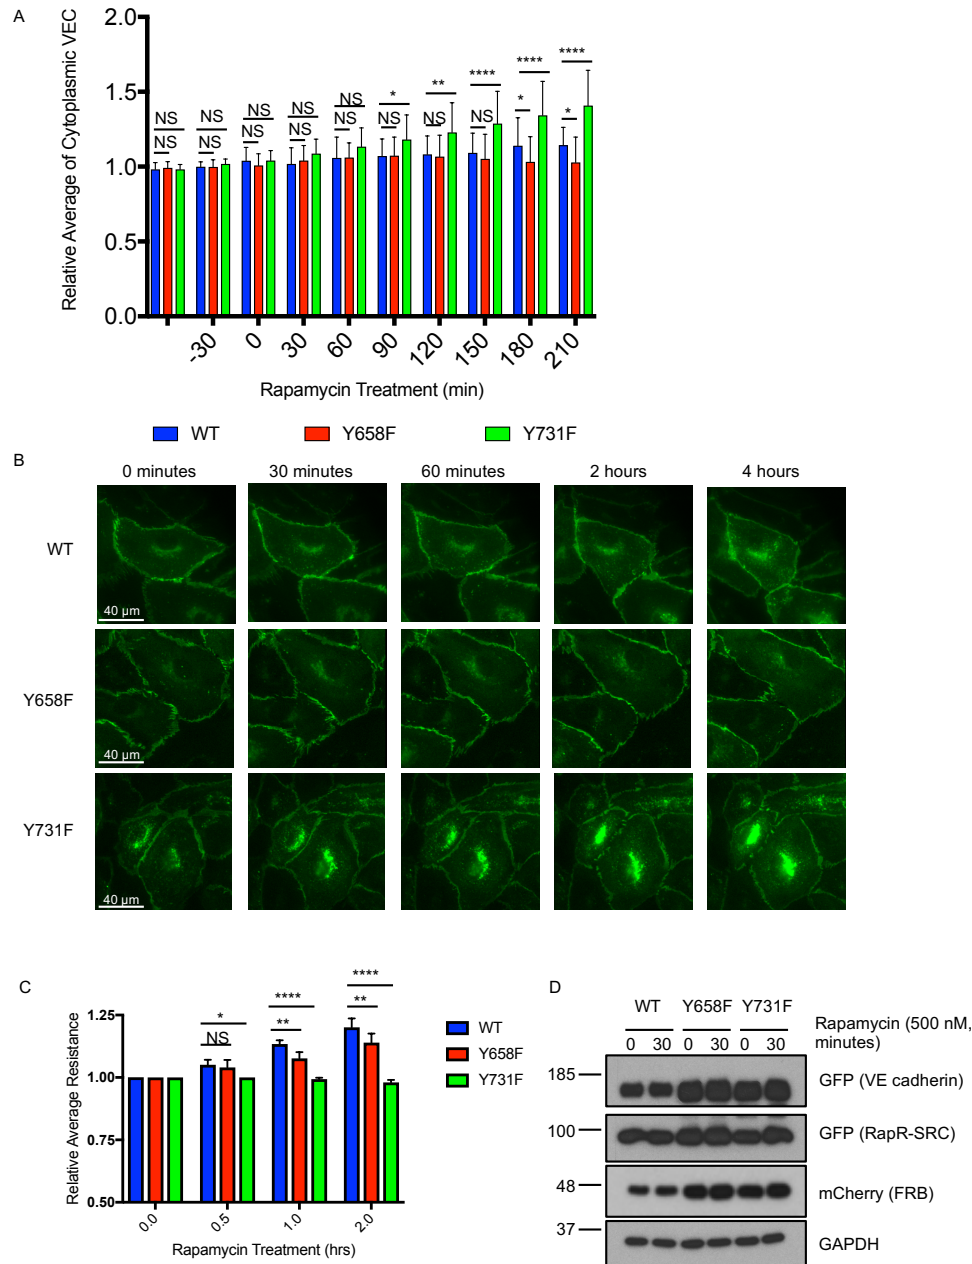 A
Relative Average of Cytoplasmic VEC
2.0
1.5
1.0
0.5
0.0
NS
NS
NS
NS
NS
NS
NS
NS
NS
NS
*
NS
**
NS
****
NS
****
*
****
*
-30
0
30
60
90
120
150
180
210
Rapamycin Treatment (min)
WT
Y658F
Y731F
B
0 minutes
30 minutes
60 minutes
2 hours
4 hours
WT
40 µm
Y658F
40 µm
Y731F
40 µm
C
Relative Average Resistance
1.25
1.00
0.75
0.50
*
NS
****
**
****
**
0.0
0.5
1.0
2.0
Rapamycin Treatment (hrs)
WT
Y658F
Y731F
D
WT Y658F Y731F
0 30 0 30 0 30
Rapamycin (500 nM,
minutes)
185
GFP (VE cadherin)
100
GFP (RapR-SRC)
48
mCherry (FRB)
37
GAPDH